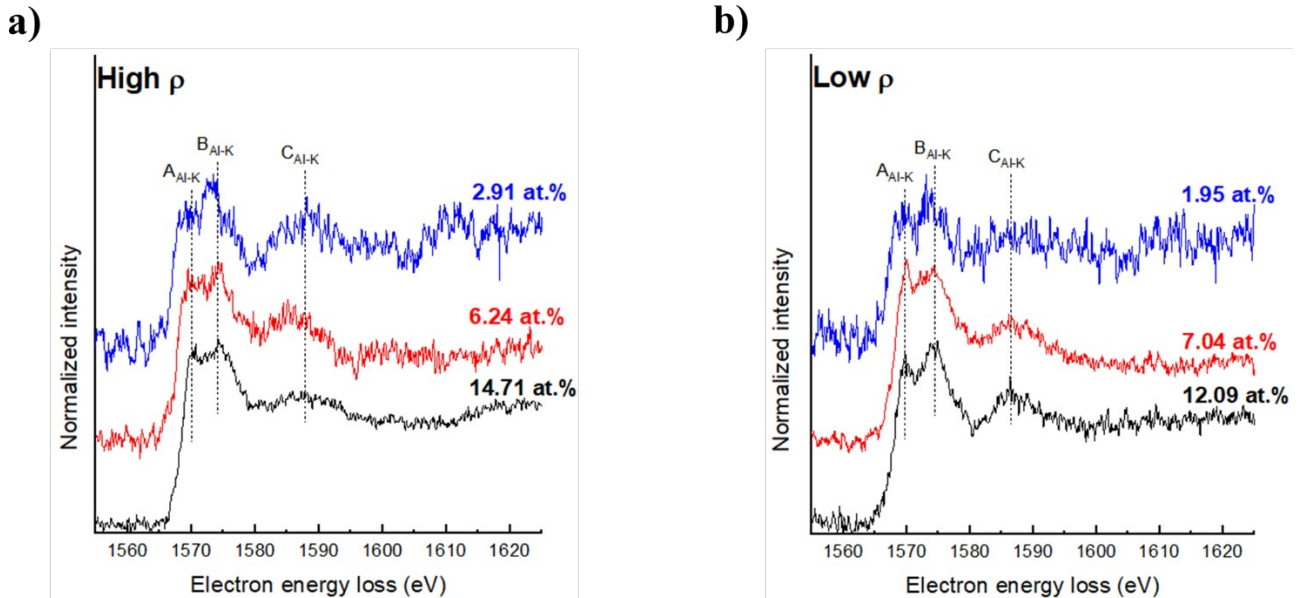 a)
High ρ
A_Al-K
B_Al-K
C_Al-K
2.91 at.%
6.24 at.%
14.71 at.%
Normalized intensity
1560 1570 1580 1590 1600 1610 1620
Electron energy loss (eV)
b)
Low ρ
A_Al-K
B_Al-K
C_Al-K
1.95 at.%
7.04 at.%
12.09 at.%
Normalized intensity
1560 1570 1580 1590 1600 1610 1620
Electron energy loss (eV)